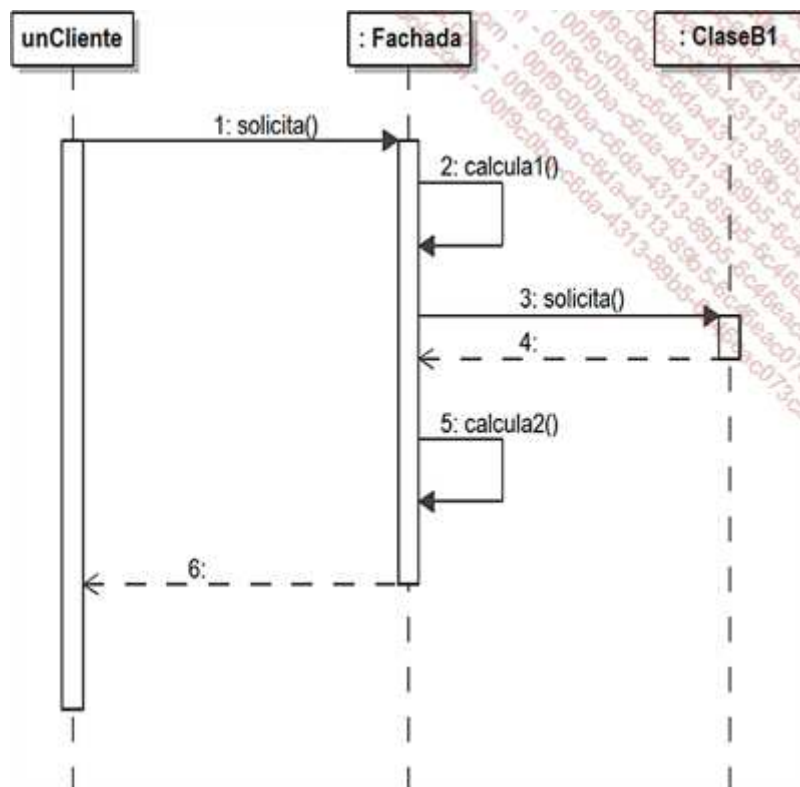 unCliente
: Fachada
: ClaseB1
1: solicita()
2: calcula1()
3: solicita()
4:
5: calcula2()
6: